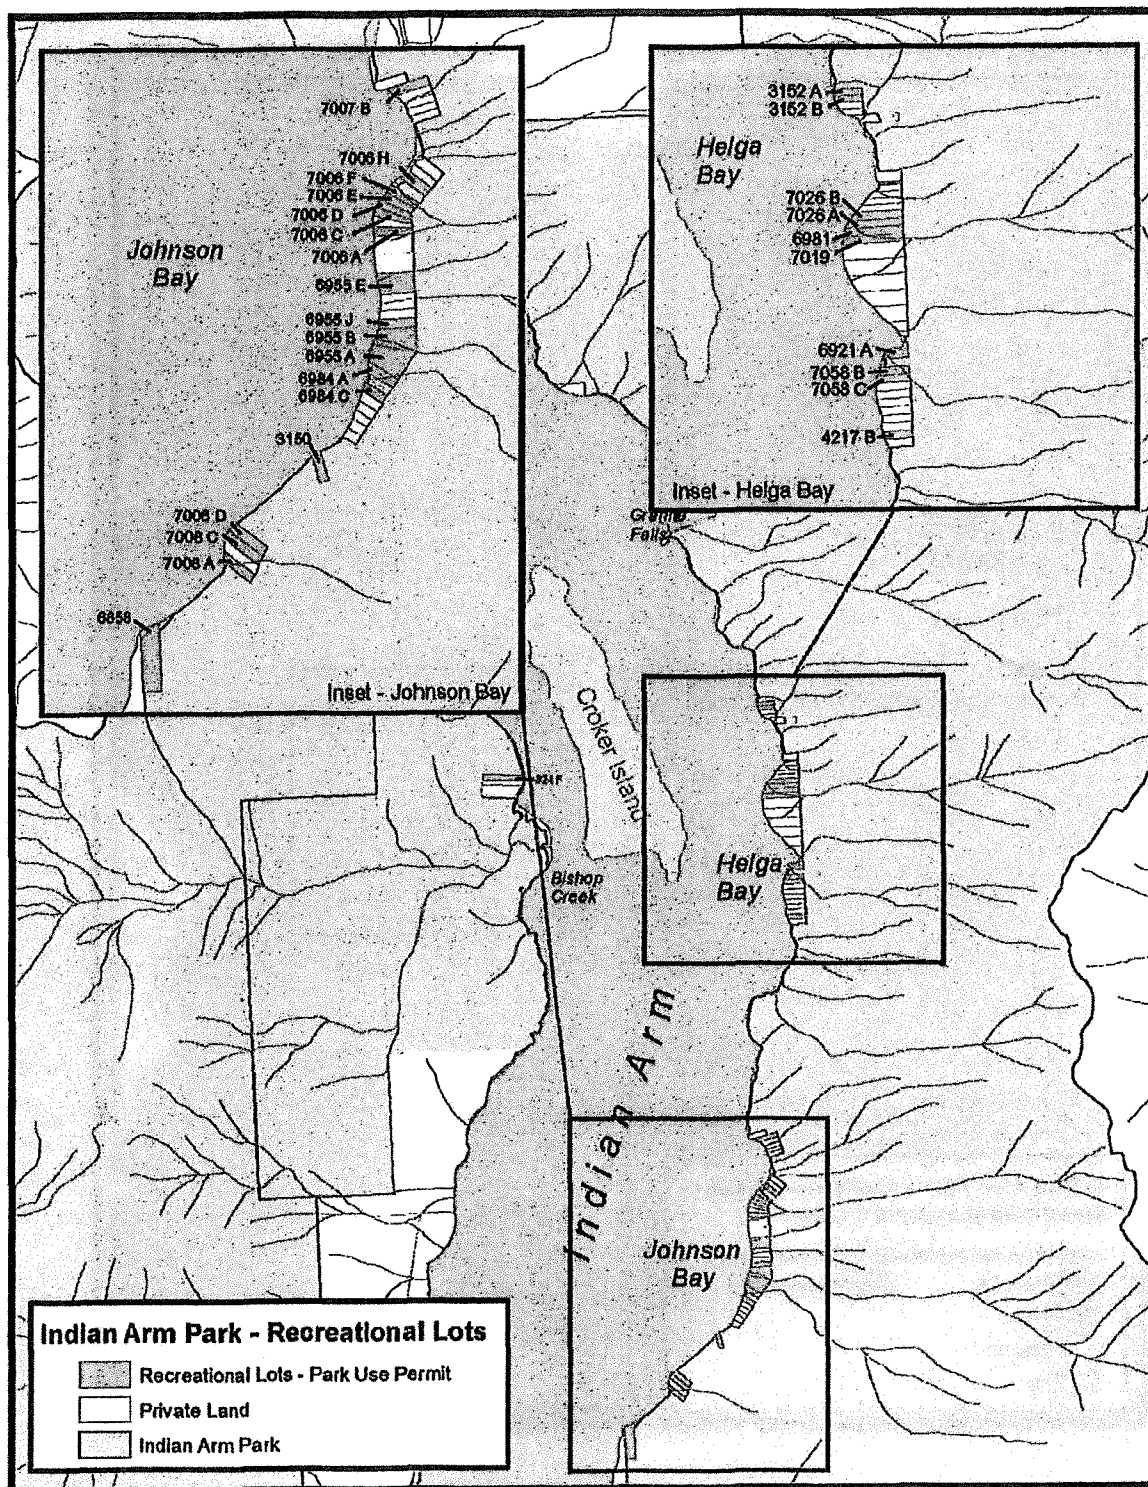 7007 B
7006 H
7006 F
7006 E
7006 D
7006 C
7006 A
Johnson
Bay
6955 E
6955 J
6955 B
6955 A
6984 A
6984 C
3150
7008 D
7008 C
7008 A
6858
Inset - Johnson Bay
3152 A
3152 B
Helga
Bay
7026 B
7026 A
6981
7019
6921 A
7058 B
7058 C
4217 B
Inset - Helga Bay
Granite
Falls
Croker Island
Bishop
Creek
Helga
Bay
Indian Arm
Johnson
Bay
Indian Arm Park - Recreational Lots
Recreational Lots - Park Use Permit
Private Land
Indian Arm Park